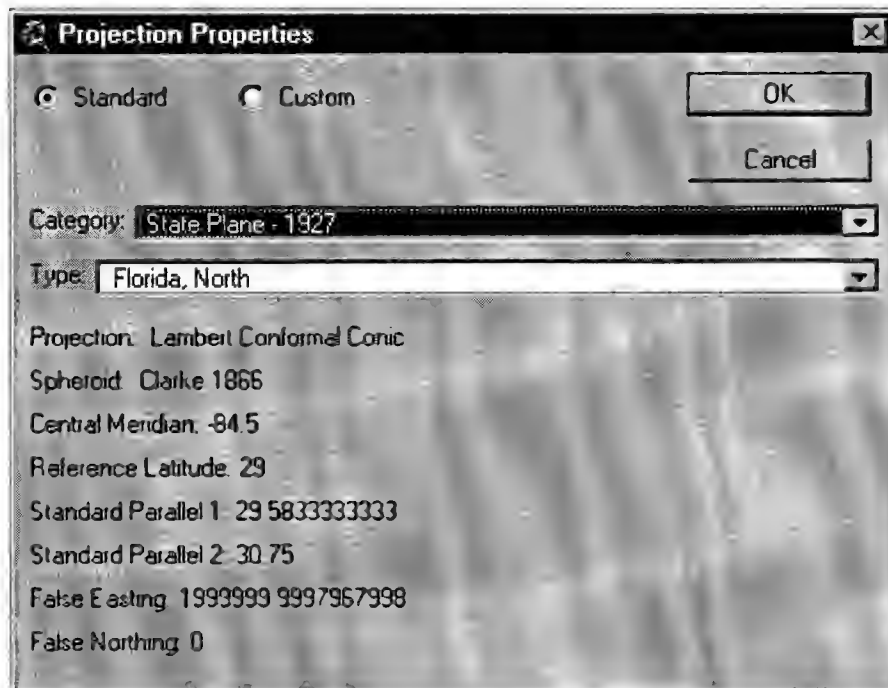 Projection Properties
Standard Custom OK
Cancel
Category: State Plane - 1927
Type: Florida, North
Projection: Lambert Conformal Conic
Spheroid: Clarke 1866
Central Meridian: -84.5
Reference Latitude: 29
Standard Parallel 1: 29.5833333333
Standard Parallel 2: 30.75
False Easting: 1999999.9997967998
False Northing: 0